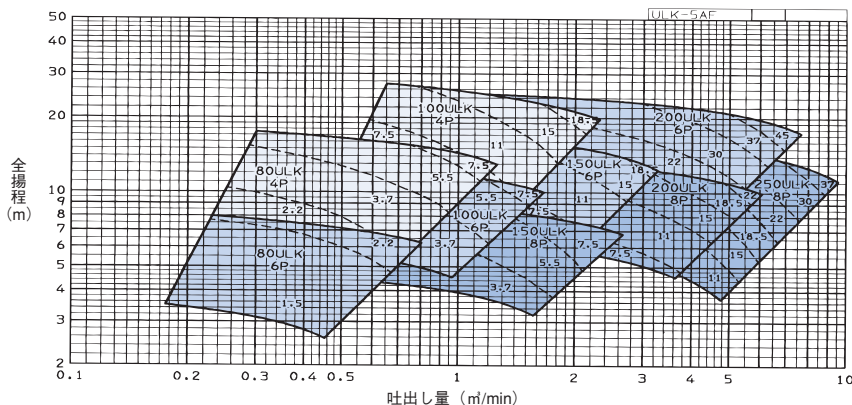 ULK-5AF
50
30
20
10
9
8
7
6
5
4
3
2
全揚程
(m)
100ULK
4P
7.5
11
15
18.5
200ULK
6P
22
30
37
45
80ULK
4P
2.2
3.7
5.5
7.5
150ULK
6P
7.5
11
15
18.5
200ULK
8P
7.5
11
15
18.5
22
250ULK
8P
11
15
18.5
22
30
37
100ULK
6P
3.7
5.5
7.5
150ULK
8P
3.7
5.5
7.5
80ULK
6P
1.5
2.2
0.1
0.2
0.3
0.4
0.5
1
2
3
4
5
10
吐出し量（㎥/min）